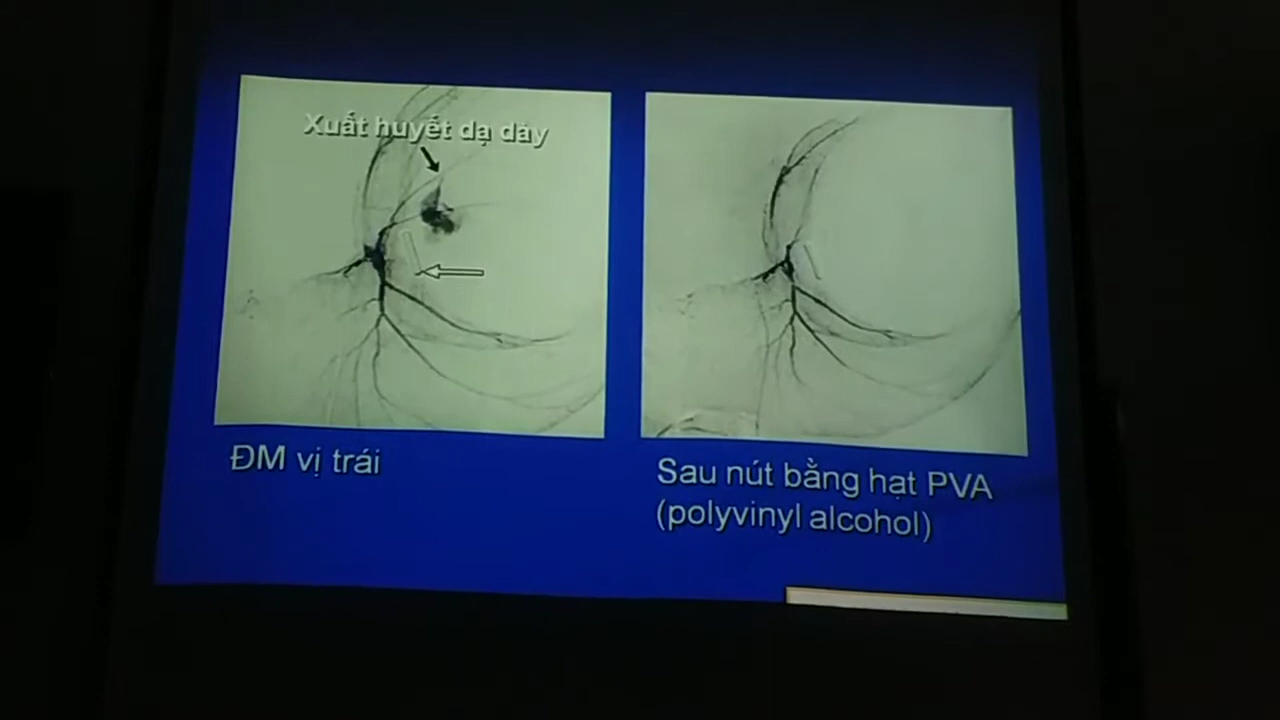 Xuất huyết dạ dày
ĐM vị trái
Sau nút bằng hạt PVA
(polyvinyl alcohol)